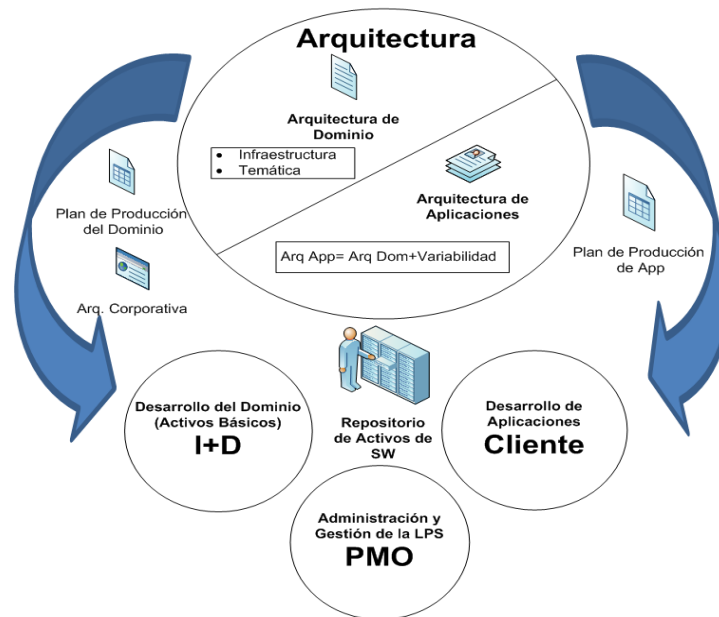 Arquitectura
Arquitectura de
Dominio
• Infraestructura
• Temática
Arquitectura de
Aplicaciones
Arq App= Arq Dom+Variabilidad
Plan de Producción
del Dominio
Arq. Corporativa
Plan de Producción
de App
Desarrollo del Dominio
(Activos Básicos)
I+D
Repositorio
de Activos de
SW
Desarrollo de
Aplicaciones
Cliente
Administración y
Gestión de la LPS
PMO